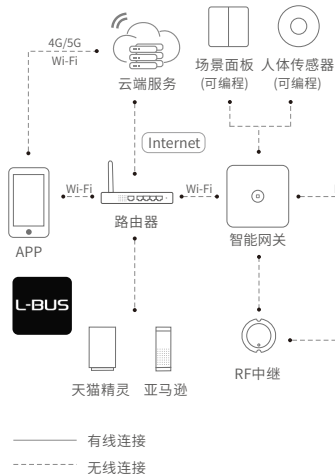 4G/5G
Wi-Fi
云端服务
场景面板
(可编程)
人体传感器
(可编程)
Internet
Wi-Fi
Wi-Fi
路由器
智能网关
APP
L-BUS
RF中继
天猫精灵
亚马逊
有线连接
无线连接